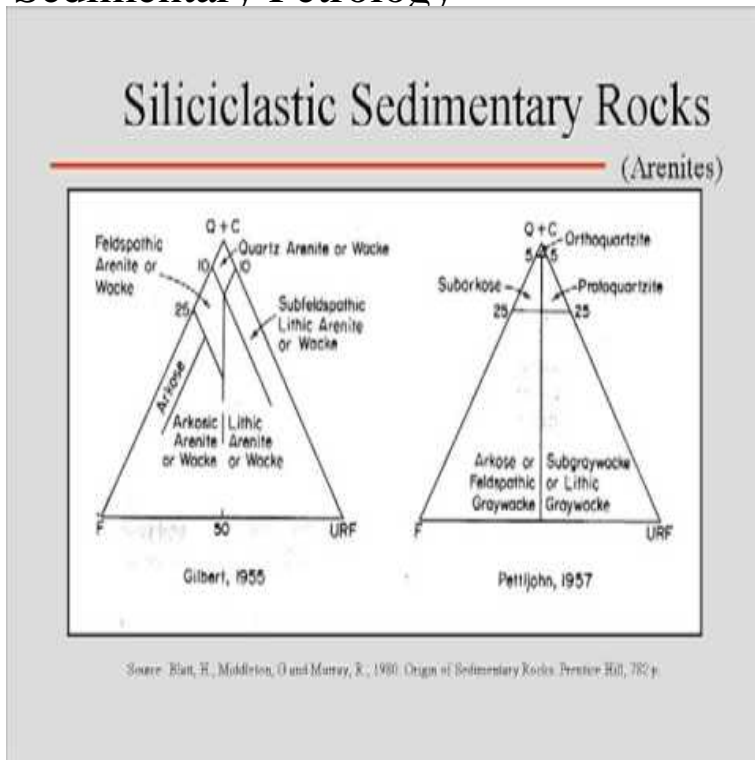 Sedimentary Petrology
Siliciclastic Sedimentary Rocks
(Arenites)
Q + C
Feldspathic
Arenite or
Wacke
Quartz Arenite or Wacke
10
10
25
Subfeldspathic
Lithic Arenite
or Wacke
Arkose
Arkosic
Arenite
or Wacke
Lithic
Arenite
or Wacke
F
50
URF
Gilbert, 1955
Q + C
Orthoquartzite
5
5
Subarkose
Protoquartzite
25
25
Arkose or
Feldspathic
Graywacke
Subgraywacke
or Lithic
Graywacke
F
URF
Pettijohn, 1957
Source: Blatt, H., Middleton, G and Murray, R., 1980. Origin of Sedimentary Rocks. Prentice Hill, 782 p.